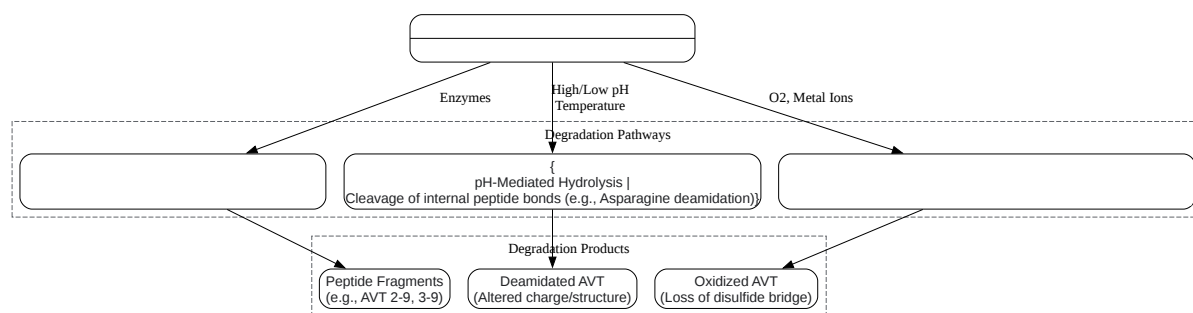 Enzymes
High/Low pH
Temperature
O2, Metal Ions
Degradation Pathways
{
pH-Mediated Hydrolysis |
Cleavage of internal peptide bonds (e.g., Asparagine deamidation)}
Degradation Products
Peptide Fragments
(e.g., AVT 2-9, 3-9)
Deamidated AVT
(Altered charge/structure)
Oxidized AVT
(Loss of disulfide bridge)